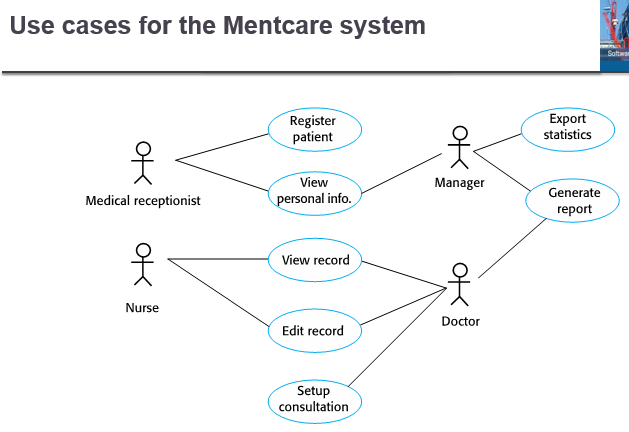 Use cases for the Mentcare system
Softwar
Register
patient
Export
statistics
Medical receptionist
View
personal info.
Manager
Generate
report
Nurse
View record
Edit record
Doctor
Setup
consultation